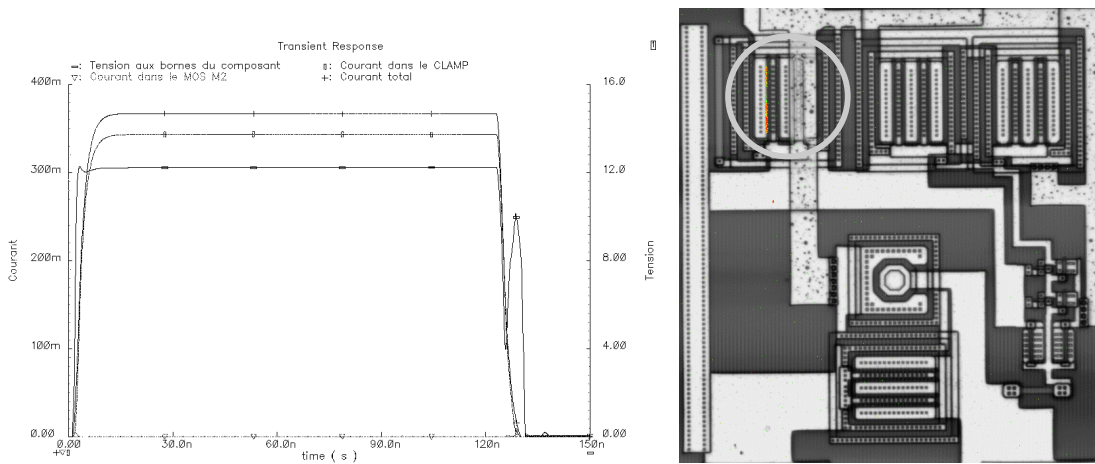 Transient Response
Tension aux bornes du composant
Courant dans le CLAMP
Courant dans le MOS M2
Courant total
400m
300m
200m
100m
0.00
Courant
16.0
12.0
8.00
4.00
0.00
Tension
0.00
30.0n
60.0n
90.0n
120n
150n
time ( s )